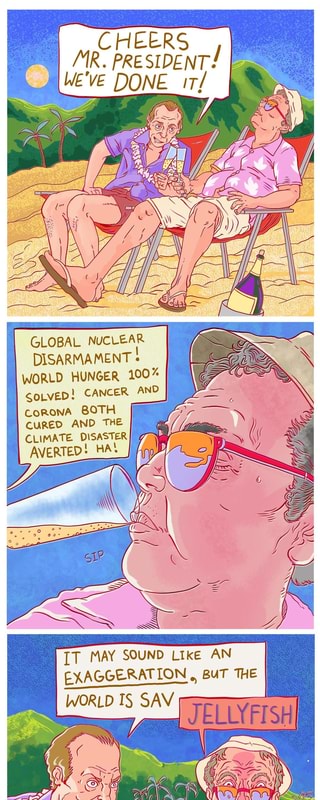 CHEERS
MR. PRESIDENT!
WE'VE DONE IT!
GLOBAL NUCLEAR
DISARMAMENT!
WORLD HUNGER 100%
SOLVED! CANCER AND
CORONA BOTH
CURED AND THE
CLIMATE DISASTER
AVERTED! HA!
SIP
IT MAY SOUND LIKE AN
EXAGGERATION, BUT THE
WORLD IS SAV
JELLYFISH